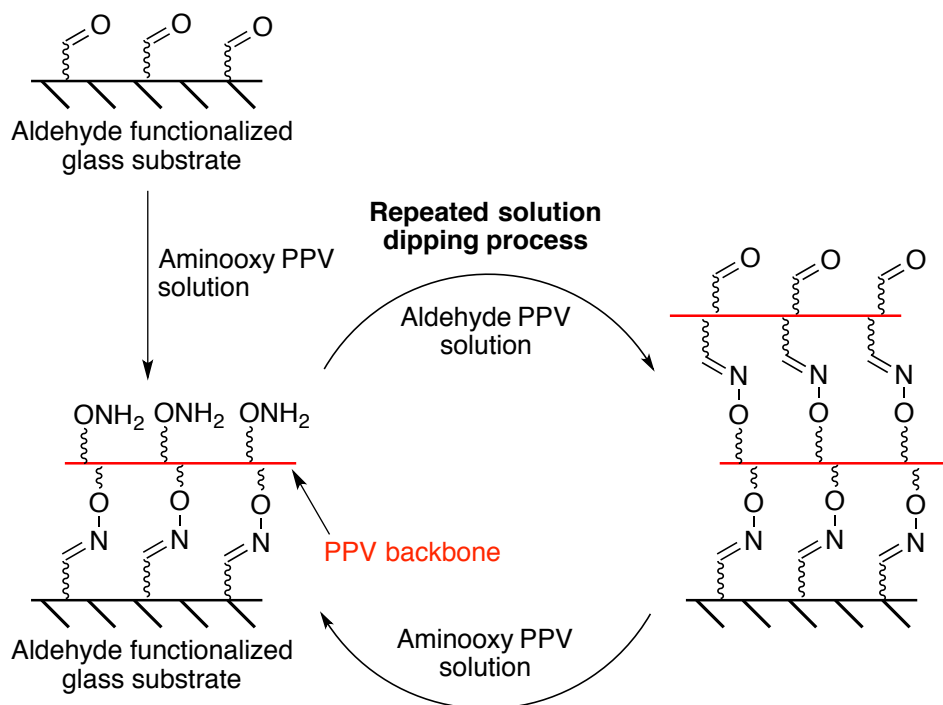 O O O
Aldehyde functionalized
glass substrate
Aminooxy PPV
solution
Repeated solution
dipping process
Aldehyde PPV
solution
O O O
N N N
O O O
ONH2 ONH2 ONH2
O O O
N N N
PPV backbone
O O O
N N N
Aldehyde functionalized
glass substrate
Aminooxy PPV
solution